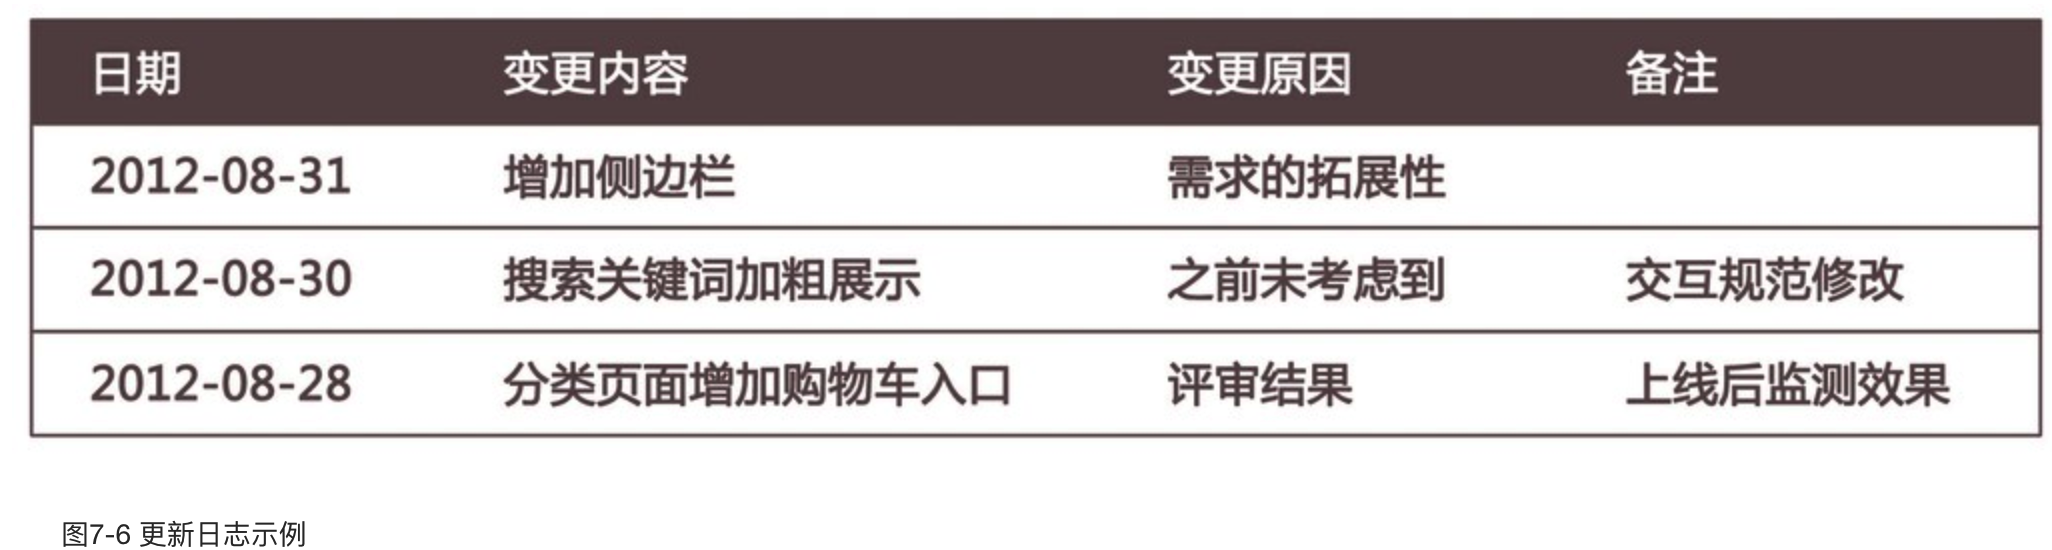 日期 变更内容 变更原因 备注
2012-08-31 增加侧边栏 需求的拓展性
2012-08-30 搜索关键词加粗展示 之前未考虑到 交互规范修改
2012-08-28 分类页面增加购物车入口 评审结果 上线后监测效果
图7-6 更新日志示例